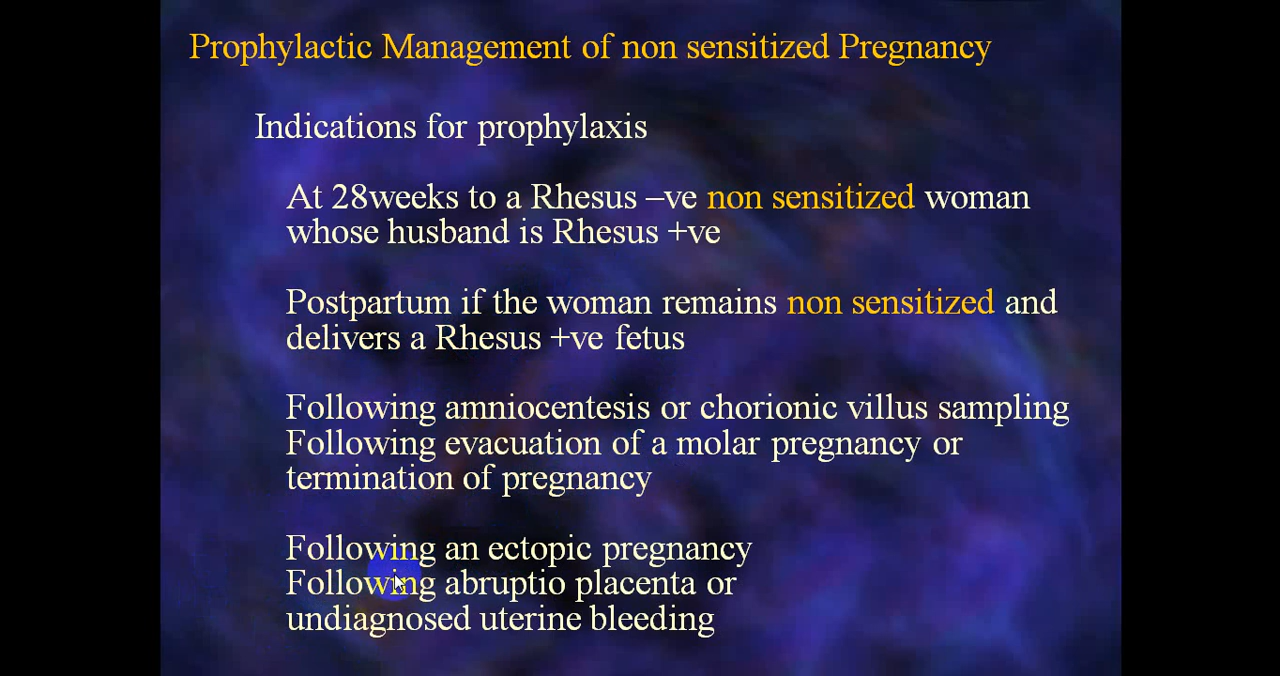 Prophylactic Management of non sensitized Pregnancy
Indications for prophylaxis
At 28weeks to a Rhesus –ve non sensitized woman
whose husband is Rhesus +ve
Postpartum if the woman remains non sensitized and
delivers a Rhesus +ve fetus
Following amniocentesis or chorionic villus sampling
Following evacuation of a molar pregnancy or
termination of pregnancy
Following an ectopic pregnancy
Following abruptio placenta or
undiagnosed uterine bleeding